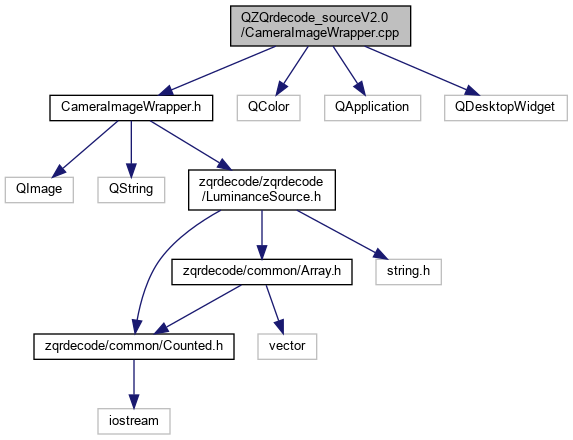 QZQrdecode_sourceV2.0
/CameraImageWrapper.cpp
CameraImageWrapper.h
QColor
QApplication
QDesktopWidget
QImage
QString
zqrdecode/zqrdecode
/LuminanceSource.h
zqrdecode/common/Array.h
string.h
zqrdecode/common/Counted.h
vector
iostream